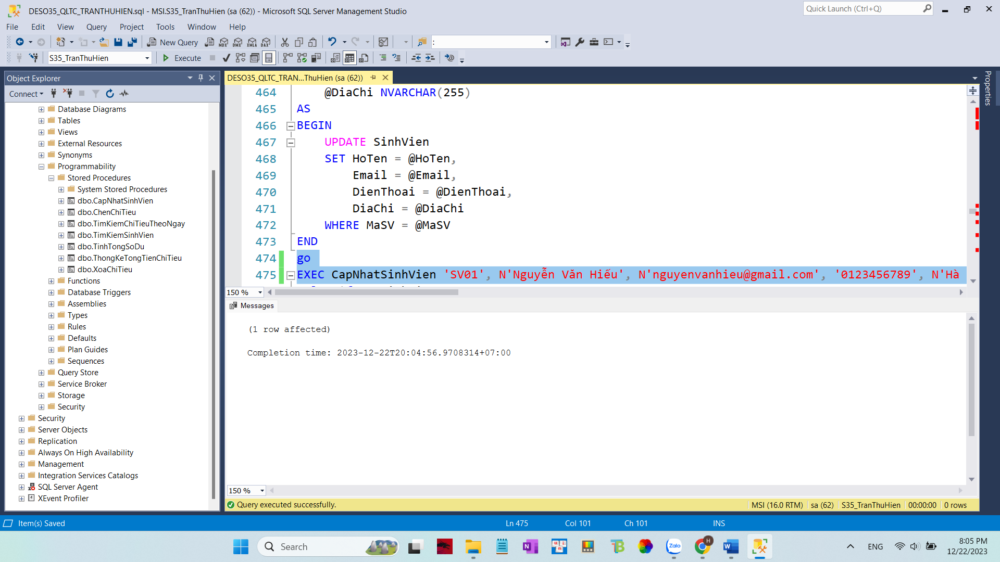 DESO35_QLTC_TRANTHUHIEN.sql - MSI.S35_TranThuHien (sa (62)) - Microsoft SQL Server Management Studio
Quick Launch (Ctrl+Q)
File Edit View Query Project Tools Window Help
New Query
MDX DMX XMLA DAX
:
S35_TranThuHien
Execute
Object Explorer
Connect
Database Diagrams
Tables
Views
External Resources
Synonyms
Programmability
Stored Procedures
System Stored Procedures
dbo.CapNhatSinhVien
dbo.ChenChiTieu
dbo.TimKiemChiTieuTheoNgay
dbo.TimKiemSinhVien
dbo.TinhTongSoDu
dbo.ThongKeTongTienChiTieu
dbo.XoaChiTieu
Functions
Database Triggers
Assemblies
Types
Rules
Defaults
Plan Guides
Sequences
Query Store
Service Broker
Storage
Security
Security
Server Objects
Replication
Always On High Availability
Management
Integration Services Catalogs
SQL Server Agent
XEvent Profiler
DESO35_QLTC_TRAN...ThuHien (sa (62))
Properties
464 @DiaChi NVARCHAR(255)
465 AS
466 BEGIN
467 UPDATE SinhVien
468 SET HoTen = @HoTen,
469 Email = @Email,
470 DienThoai = @DienThoai,
471 DiaChi = @DiaChi
472 WHERE MaSV = @MaSV
473 END
474 go
475 EXEC CapNhatSinhVien 'SV01', N'Nguyễn Văn Hiếu', N'nguyenvanhieu@gmail.com', '0123456789', N'Hà
150 %
Messages
(1 row affected)
Completion time: 2023-12-22T20:04:56.9708314+07:00
150 %
Query executed successfully.
MSI (16.0 RTM) sa (62) S35_TranThuHien 00:00:00 0 rows
Item(s) Saved
Ln 475 Col 101 Ch 101 INS
Search
Zalo
H
ENG
8:05 PM
12/22/2023